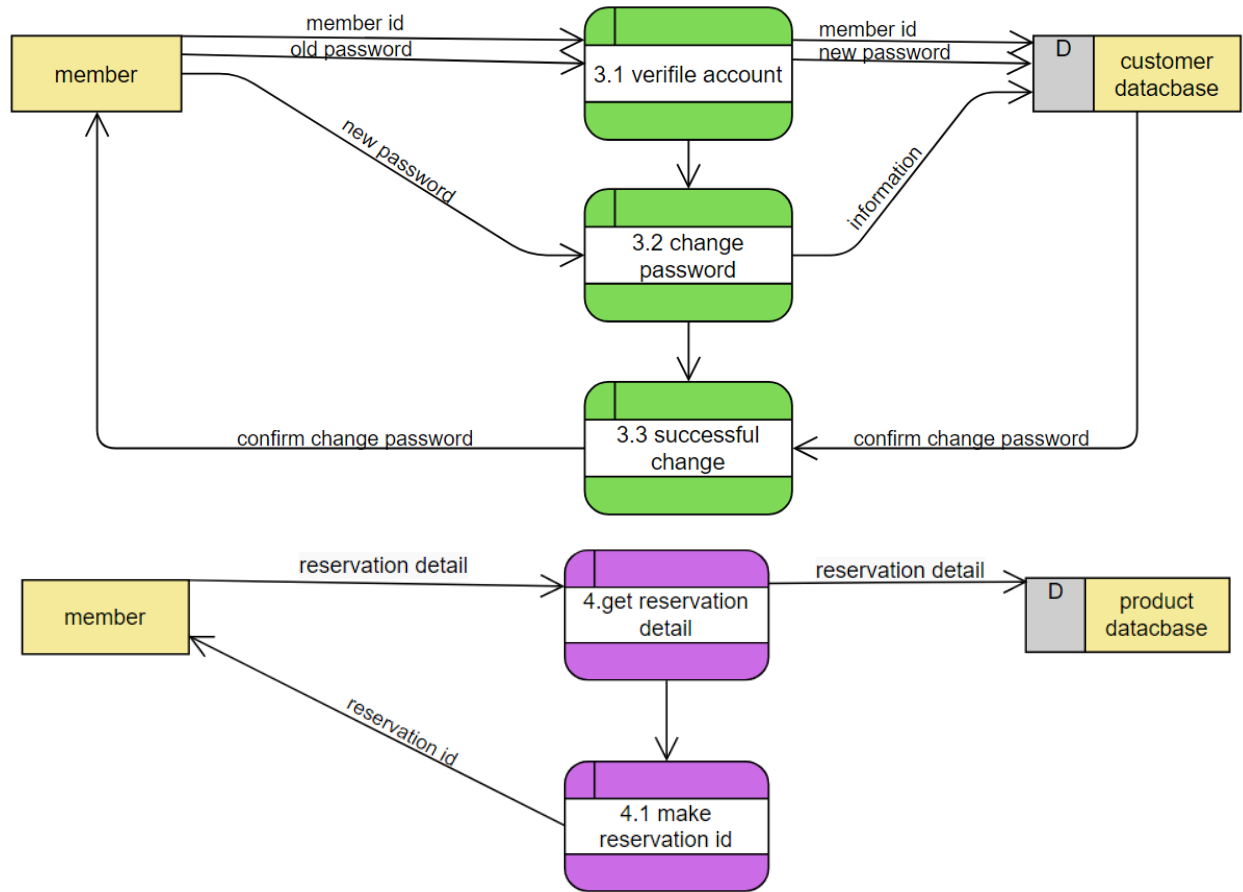 member id
old password
member
new password
3.1 verifile account
member id
new password
D
customer
datacbase
3.2 change
password
information
confirm change password
3.3 successful
change
confirm change password
reservation detail
member
4.get reservation
detail
reservation detail
D
product
datacbase
reservation id
4.1 make
reservation id